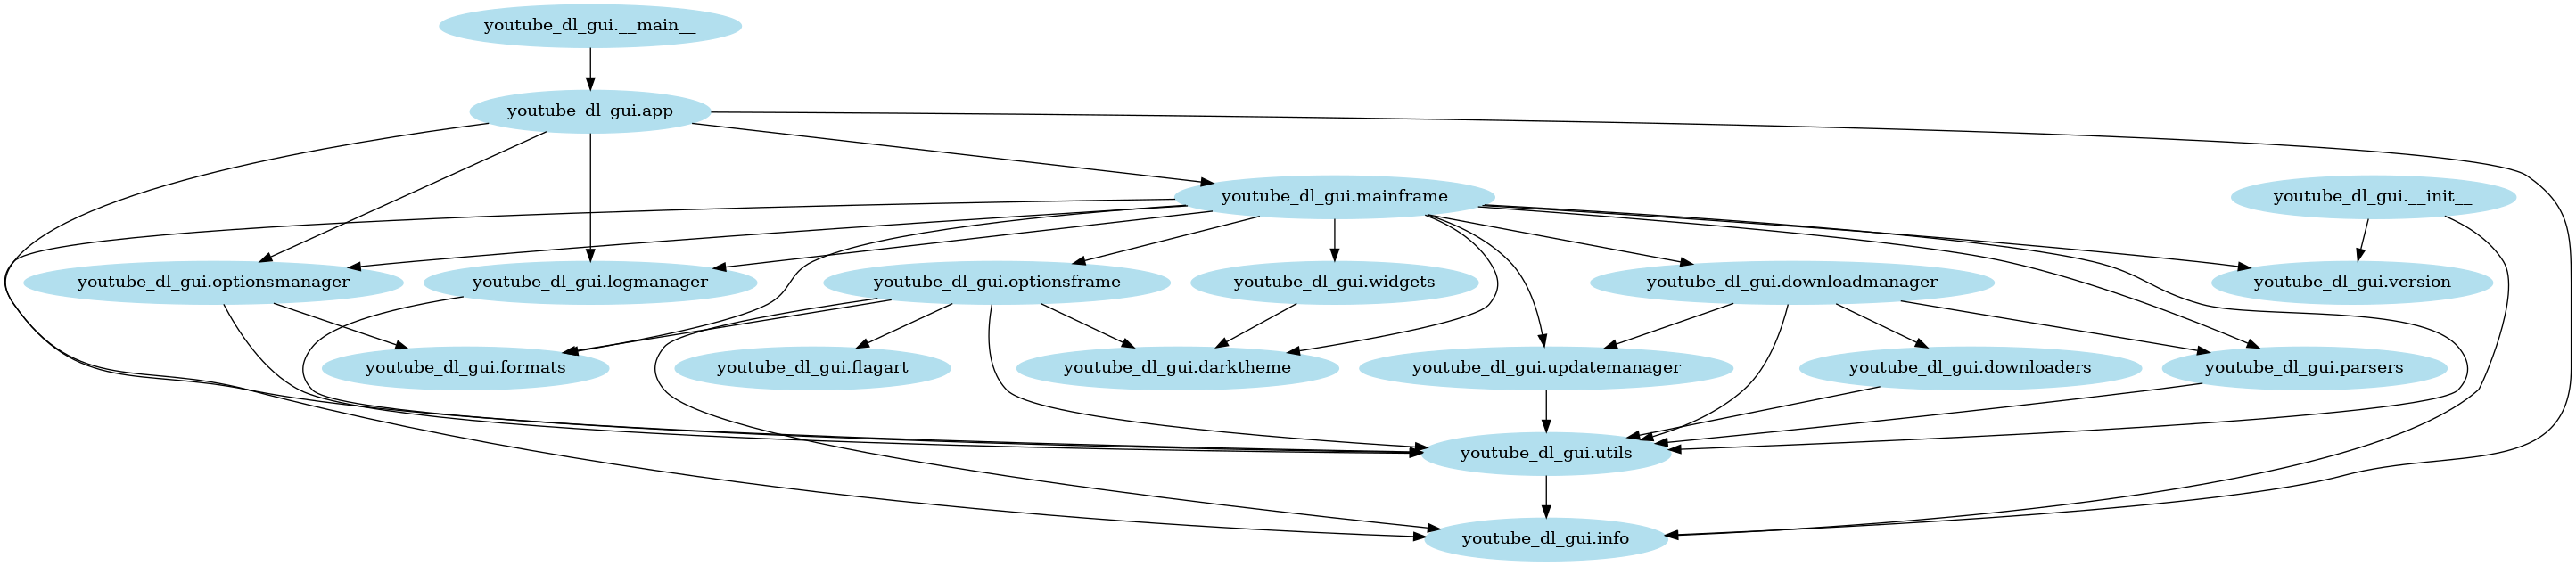 youtube_dl_gui.__main__
youtube_dl_gui.app
youtube_dl_gui.mainframe
youtube_dl_gui.__init__
youtube_dl_gui.optionsmanager
youtube_dl_gui.logmanager
youtube_dl_gui.optionsframe
youtube_dl_gui.widgets
youtube_dl_gui.downloadmanager
youtube_dl_gui.version
youtube_dl_gui.formats
youtube_dl_gui.flagart
youtube_dl_gui.darktheme
youtube_dl_gui.updatemanager
youtube_dl_gui.downloaders
youtube_dl_gui.parsers
youtube_dl_gui.utils
youtube_dl_gui.info